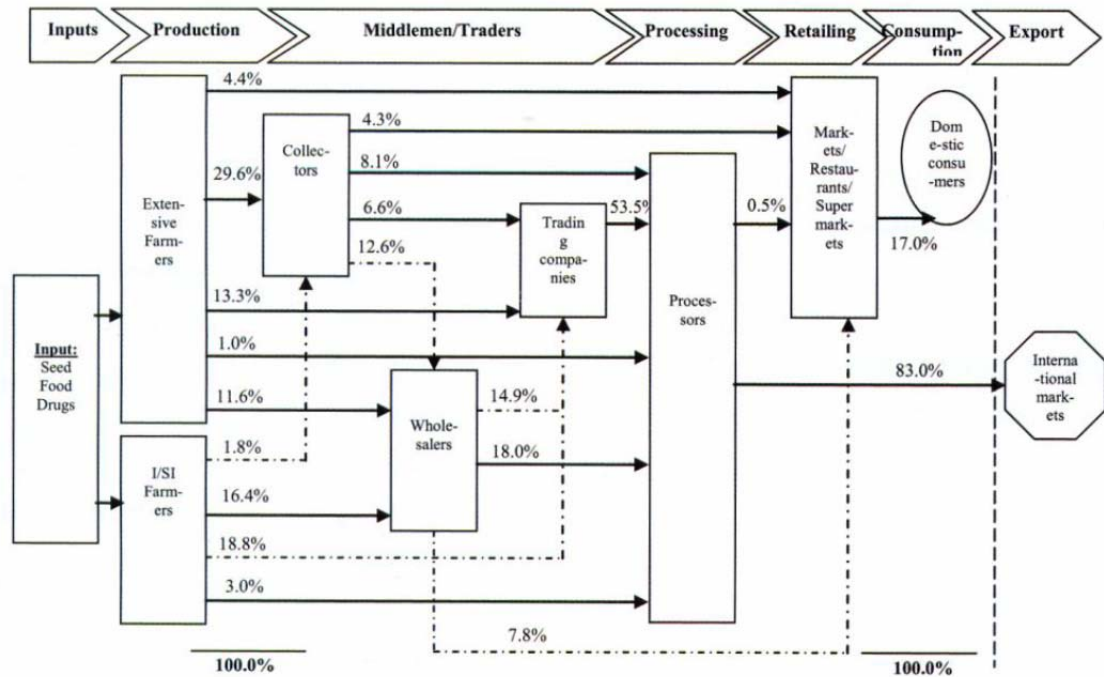 Inputs
Production
Middlemen/Traders
Processing
Retailing
Consump-
tion
Export
4.4%
4.3%
Collec-
tors
8.1%
29.6%
6.6%
12.6%
Exten-
sive
Farm-
ers
13.3%
1.0%
11.6%
Tradin
g
compa-
nies
53.5%
0.5%
Mark-
ets/
Restau-
rants/
Super
mark-
ets
Dom
e-stic
consu
-mers
17.0%
Proces-
sors
Input:
Seed
Food
Drugs
83.0%
Interna
-tional
mark-
ets
Whole-
salers
14.9%
18.0%
1.8%
I/SI
Farm-
ers
16.4%
18.8%
3.0%
7.8%
100.0%
100.0%